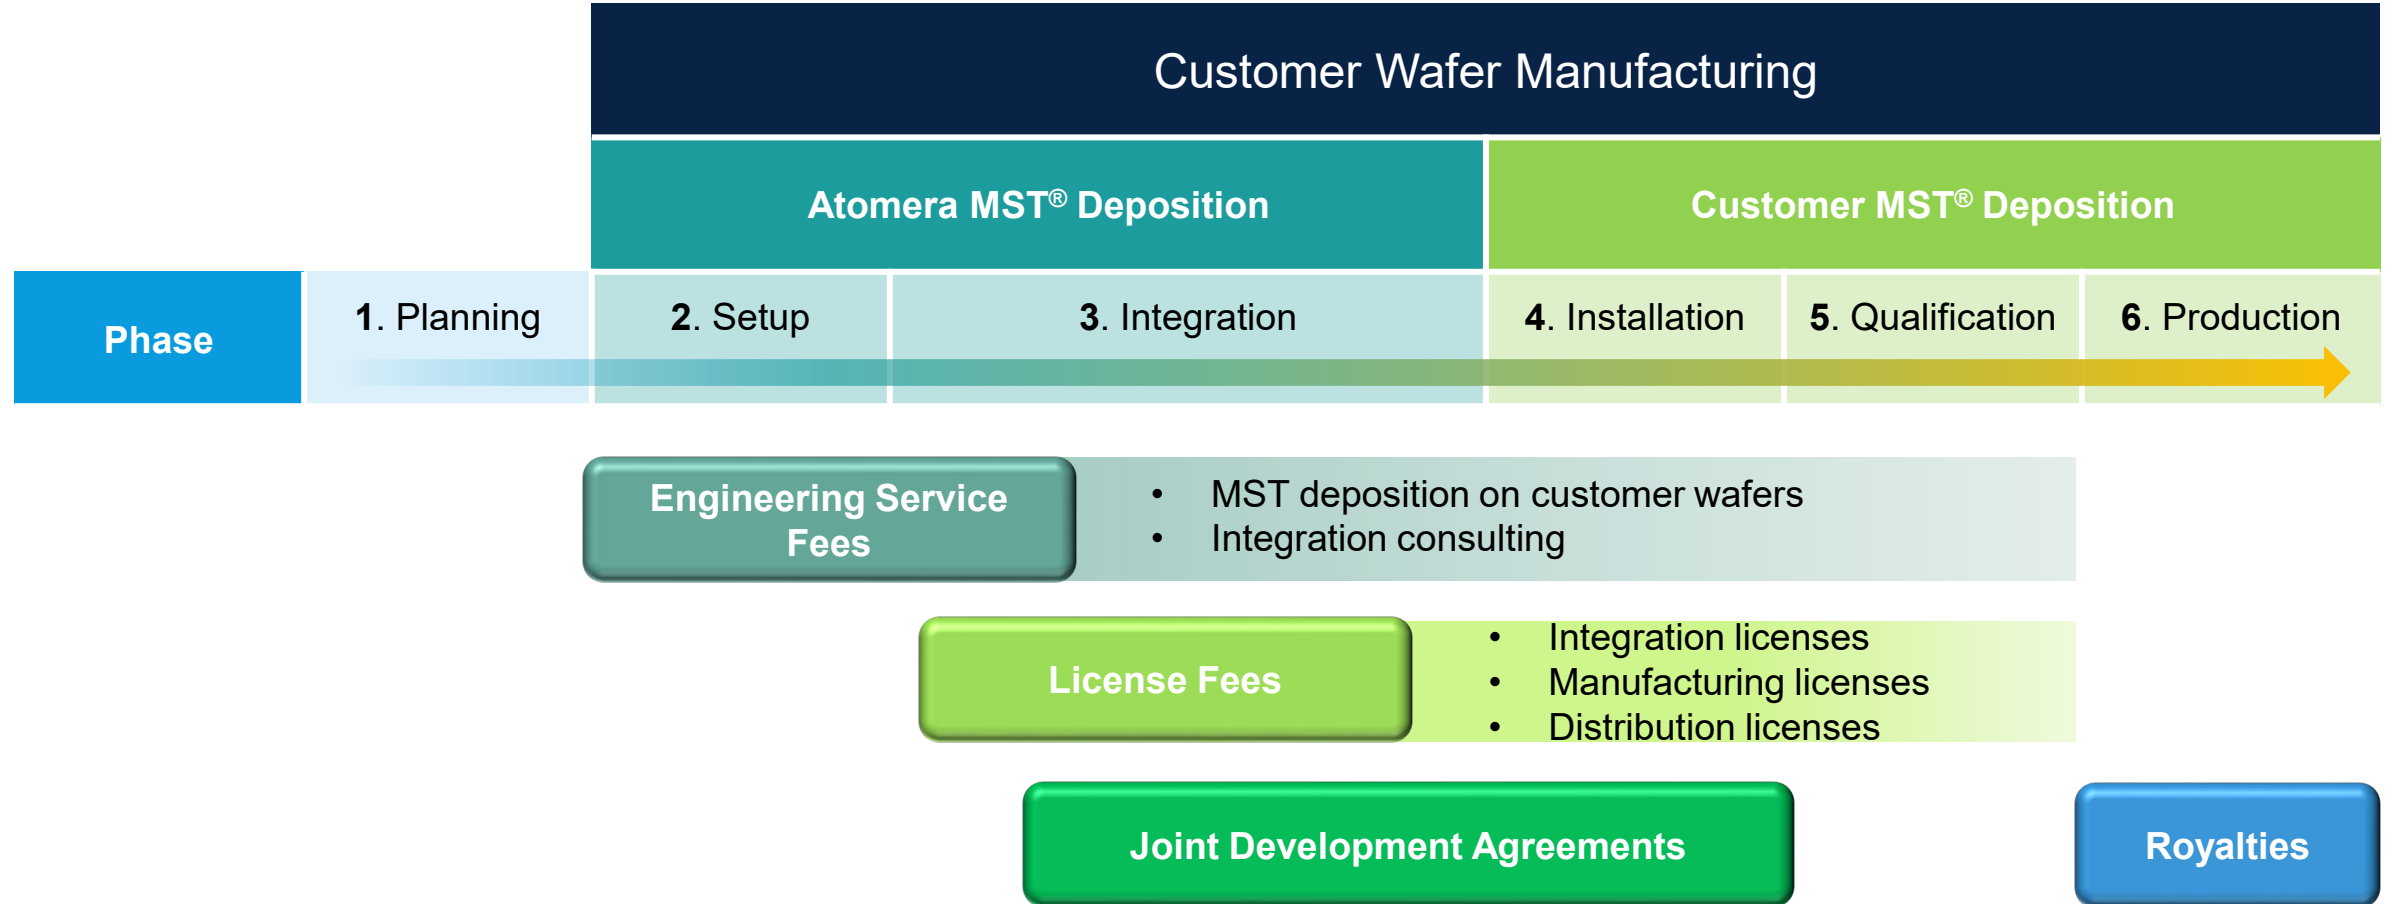 Customer Wafer Manufacturing
Atomera MST® Deposition
Customer MST® Deposition
Phase
1. Planning
2. Setup
3. Integration
4. Installation
5. Qualification
6. Production
Engineering Service
Fees
• MST deposition on customer wafers
• Integration consulting
License Fees
• Integration licenses
• Manufacturing licenses
• Distribution licenses
Joint Development Agreements
Royalties